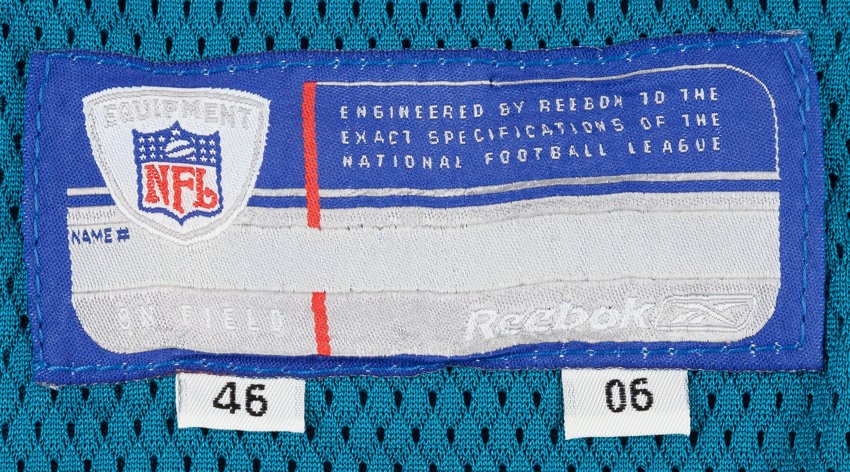 EQUIPMENT
NFL
ENGINEERED BY REEBOK TO THE
EXACT SPECIFICATIONS OF THE
NATIONAL FOOTBALL LEAGUE
NAME #
ON FIELD
Reebok
46
06